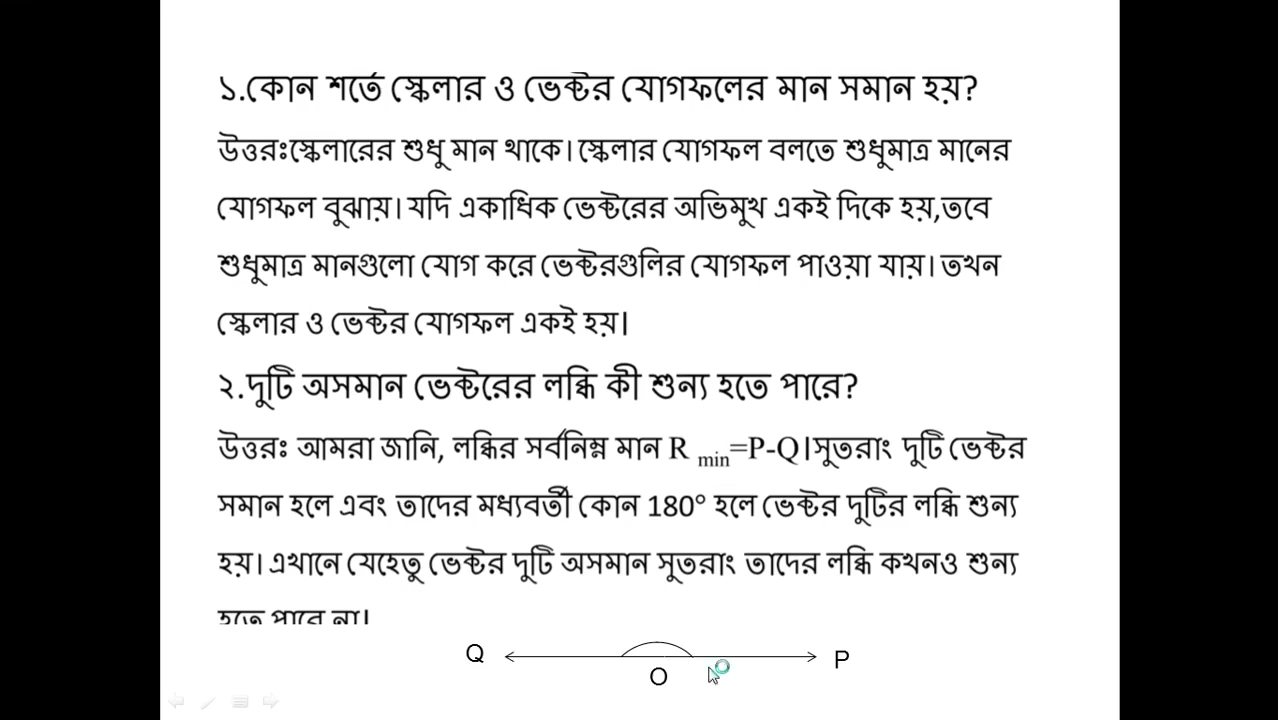 ১.কোন শর্তে স্কেলার ও ভেক্টর যোগফলের মান সমান হয়?
উত্তরঃস্কেলারের শুধু মান থাকে। স্কেলার যোগফল বলতে শুধুমাত্র মানের
যোগফল বুঝায়। যদি একাধিক ভেক্টরের অভিমুখ একই দিকে হয়,তবে
শুধুমাত্র মানগুলো যোগ করে ভেক্টরগুলির যোগফল পাওয়া যায়। তখন
স্কেলার ও ভেক্টর যোগফল একই হয়।
২.দুটি অসমান ভেক্টরের লব্ধি কী শুন্য হতে পারে?
উত্তরঃ আমরা জানি, লব্ধির সর্বনিম্ন মান R min=P-Q।সুতরাং দুটি ভেক্টর
সমান হলে এবং তাদের মধ্যবর্তী কোন 180° হলে ভেক্টর দুটির লব্ধি শুন্য
হয়। এখানে যেহেতু ভেক্টর দুটি অসমান সুতরাং তাদের লব্ধি কখনও শুন্য
হতে পারে না।
Q O P